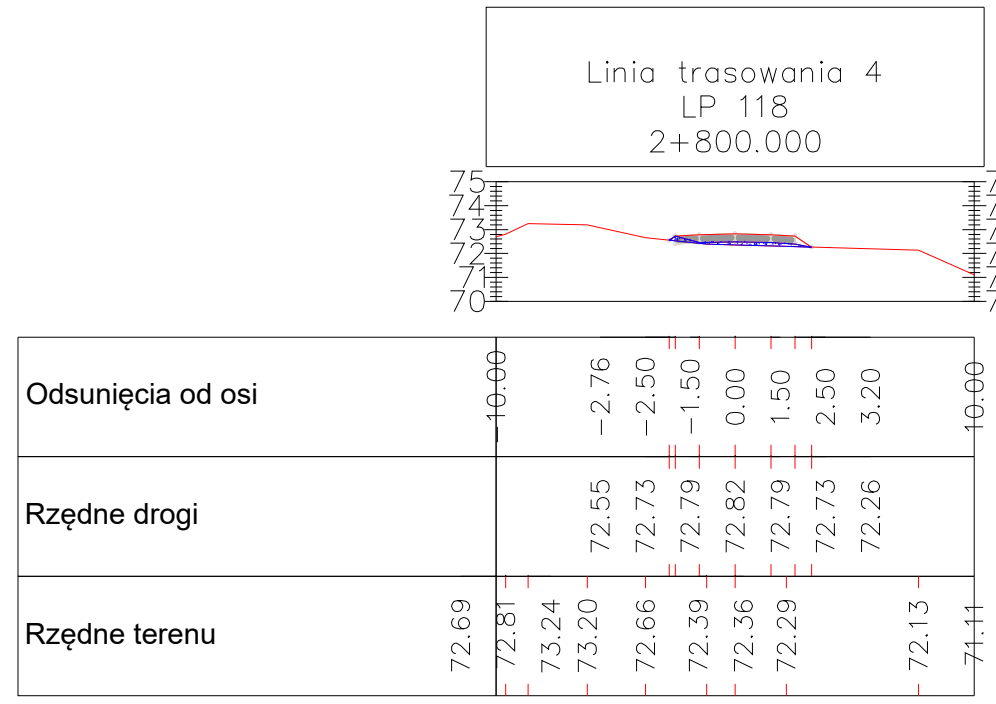 Linia trasowania 4
LP 118
2+800.000
75
74
73
72
71
70
Odsunięcia od osi
-10.00 -2.76 -2.50 -1.50 0.00 1.50 2.50 3.20 10.00
Rzędne drogi
72.55 72.73 72.79 72.82 72.79 72.73 72.26
Rzędne terenu
72.69 72.81 73.24 73.20 72.66 72.39 72.36 72.29 72.13 71.11